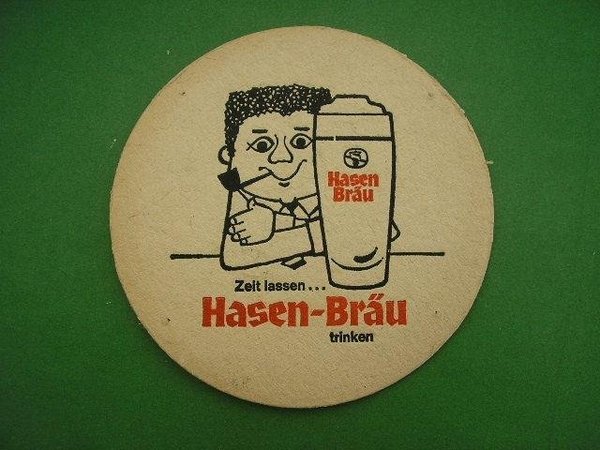 Hasen
Bräu
Zeit lassen...
Hasen-Bräu
trinken